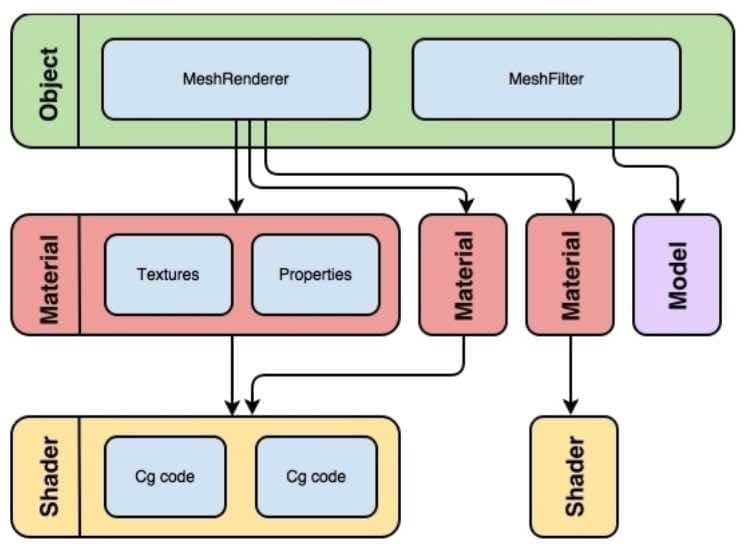 Object
MeshRenderer
MeshFilter
Material
Textures
Properties
Material
Material
Model
Shader
Cg code
Cg code
Shader